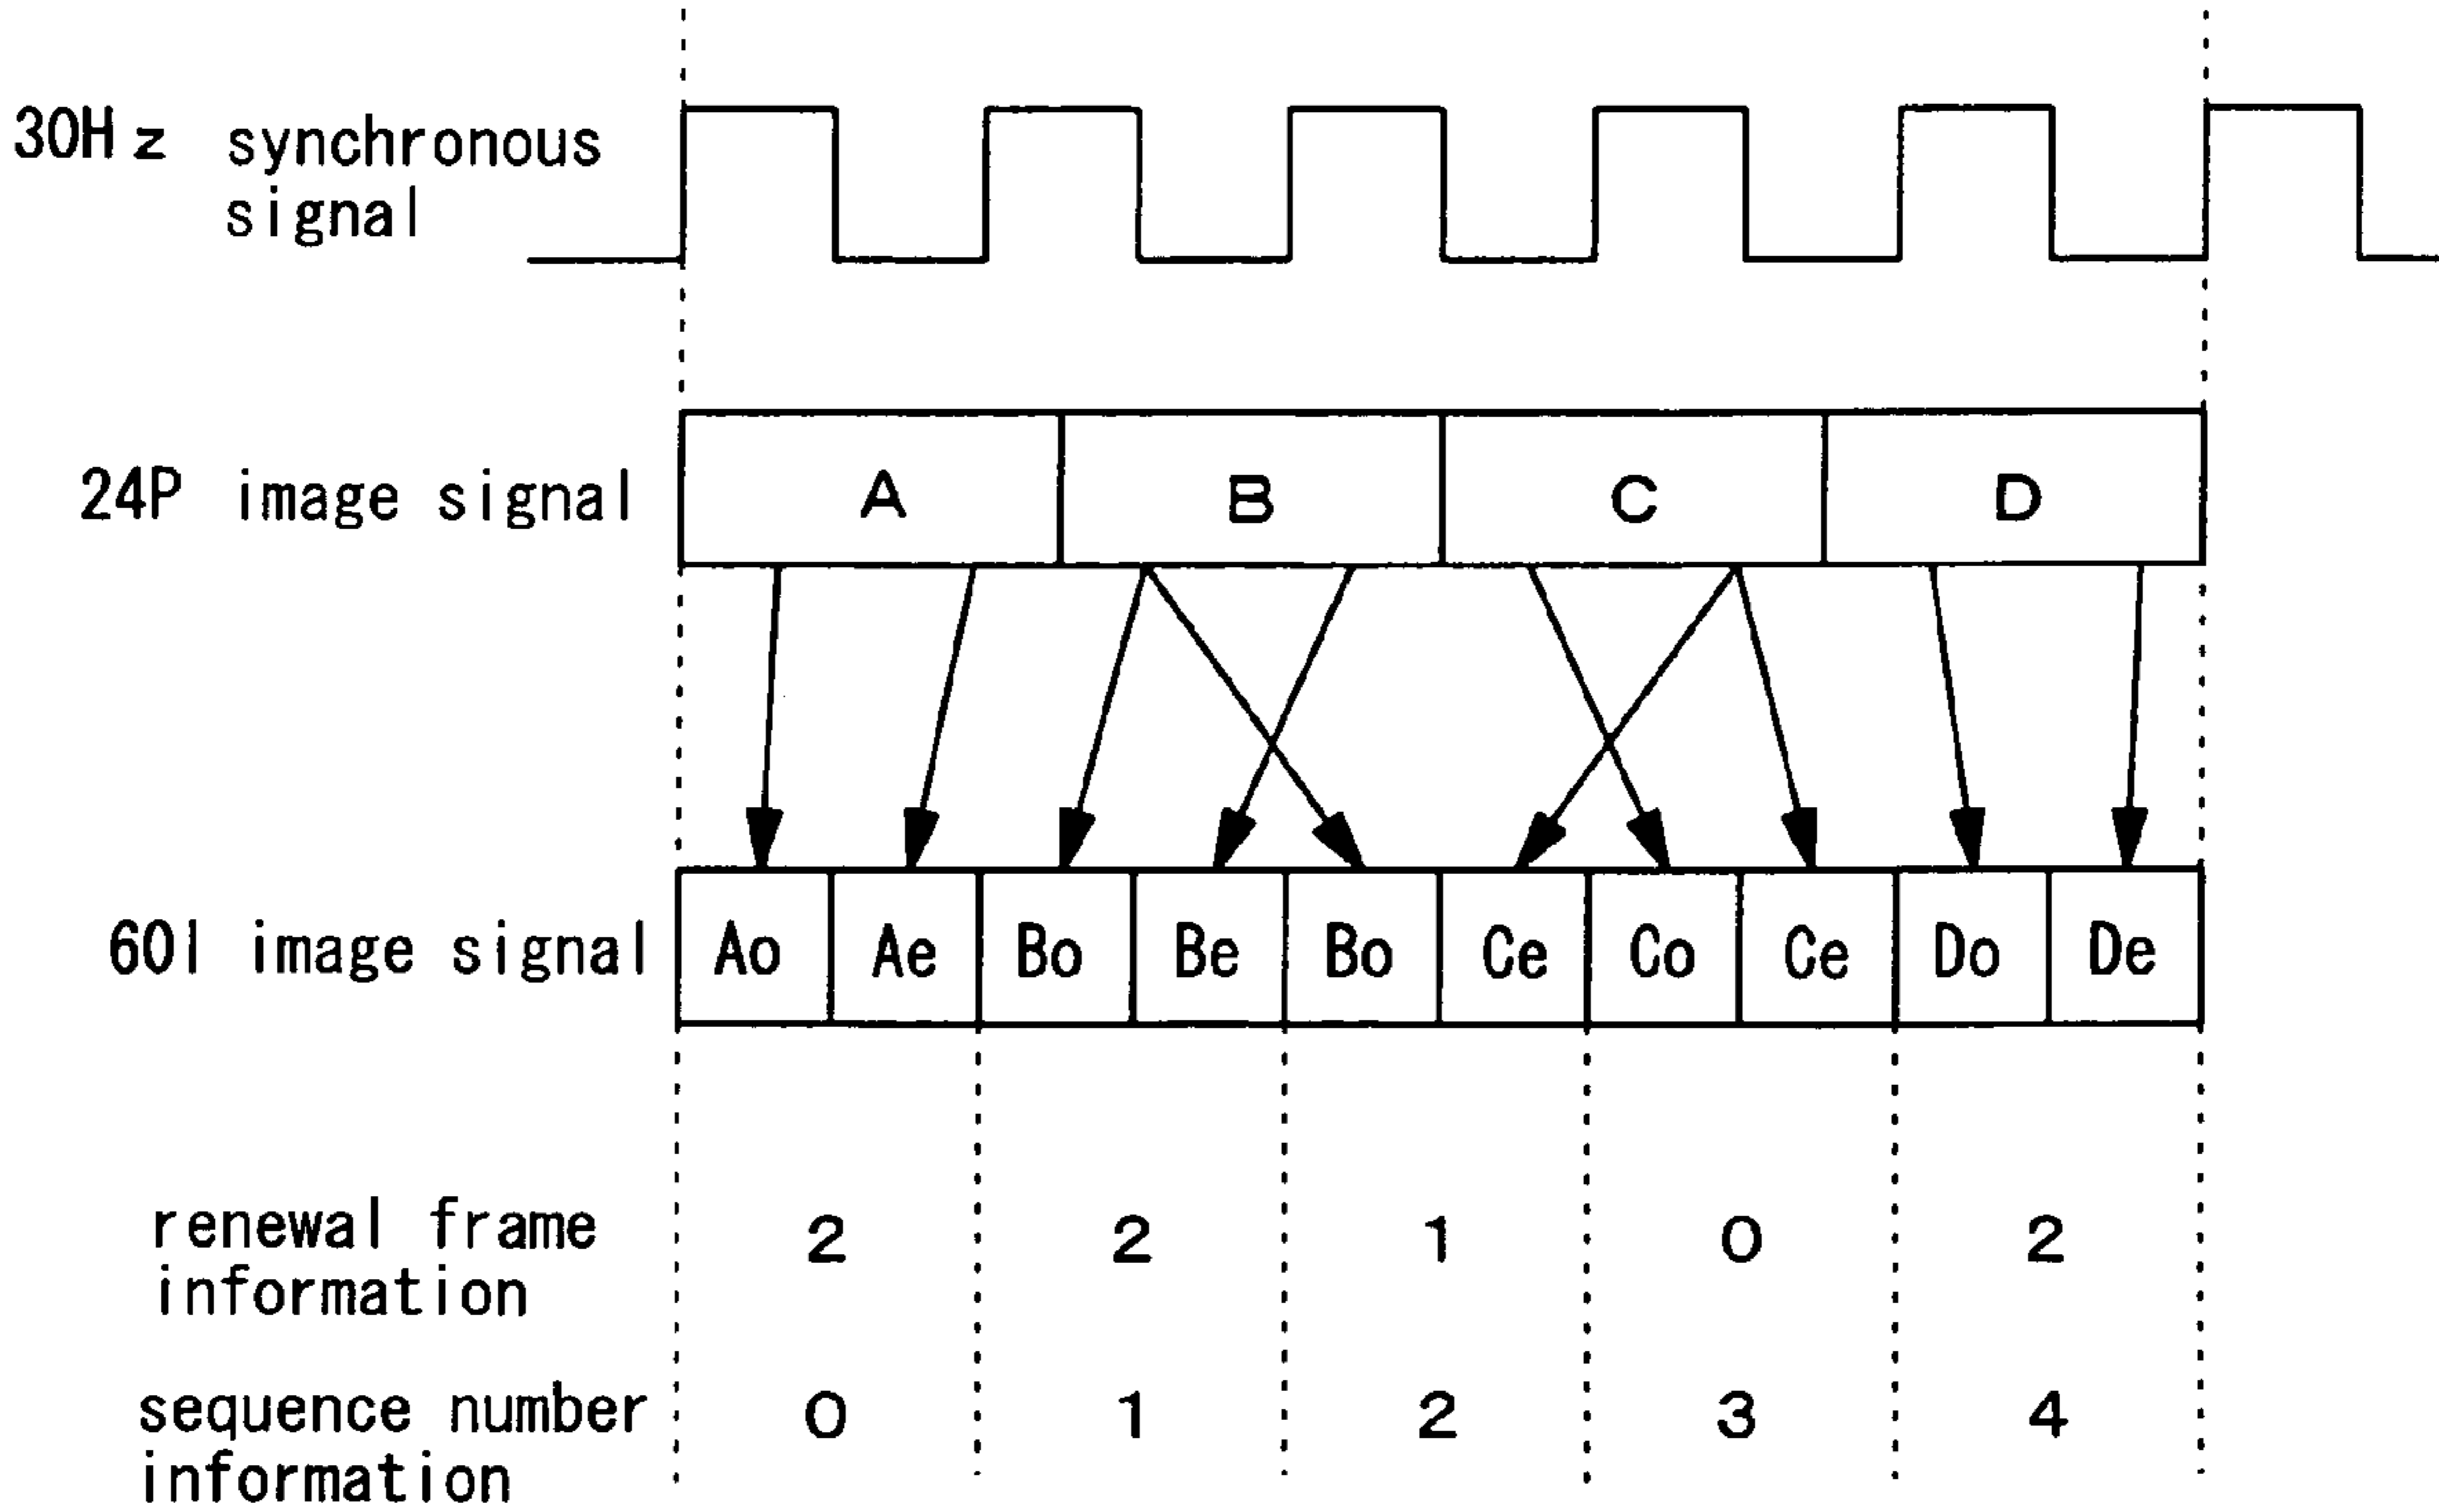 30Hz synchronous
signal
24P image signal
A B C D
60I image signal
Ao Ae Bo Be Bo Ce Co Ce Do De
renewal frame
information
2 2 1 0 2
sequence number
information
0 1 2 3 4